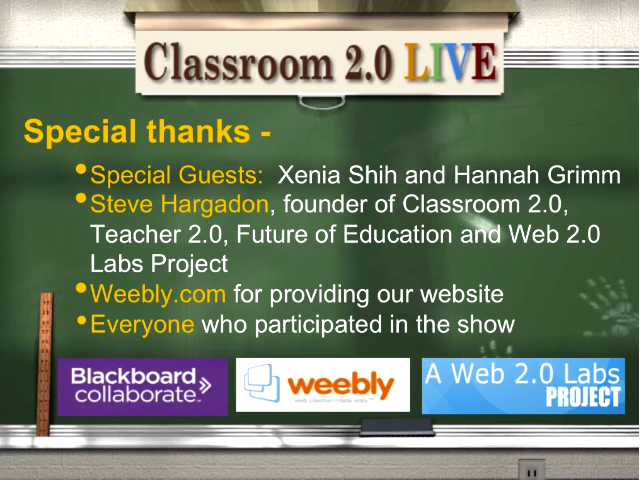 Classroom 2.0 LIVE
Special thanks -
•Special Guests:  Xenia Shih and Hannah Grimm
•Steve Hargadon, founder of Classroom 2.0,
Teacher 2.0, Future of Education and Web 2.0
Labs Project
•Weebly.com for providing our website
•Everyone who participated in the show
Blackboard
collaborate™
weebly
web creation made easy™
A Web 2.0 Labs
PROJECT